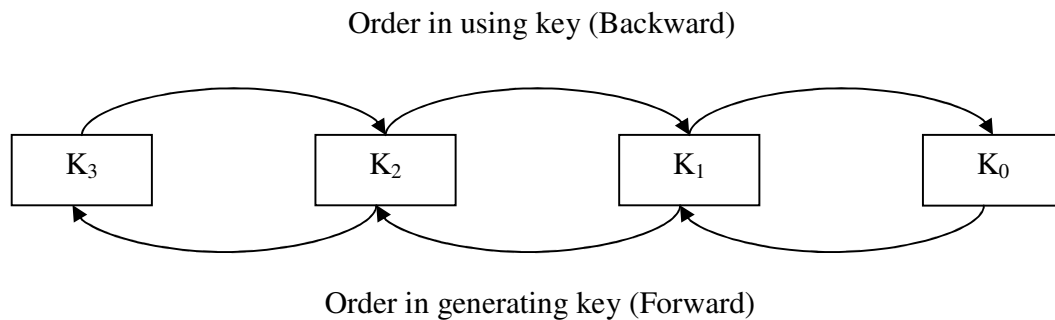 Order in using key (Backward)
K₃ K₂ K₁ K₀
Order in generating key (Forward)